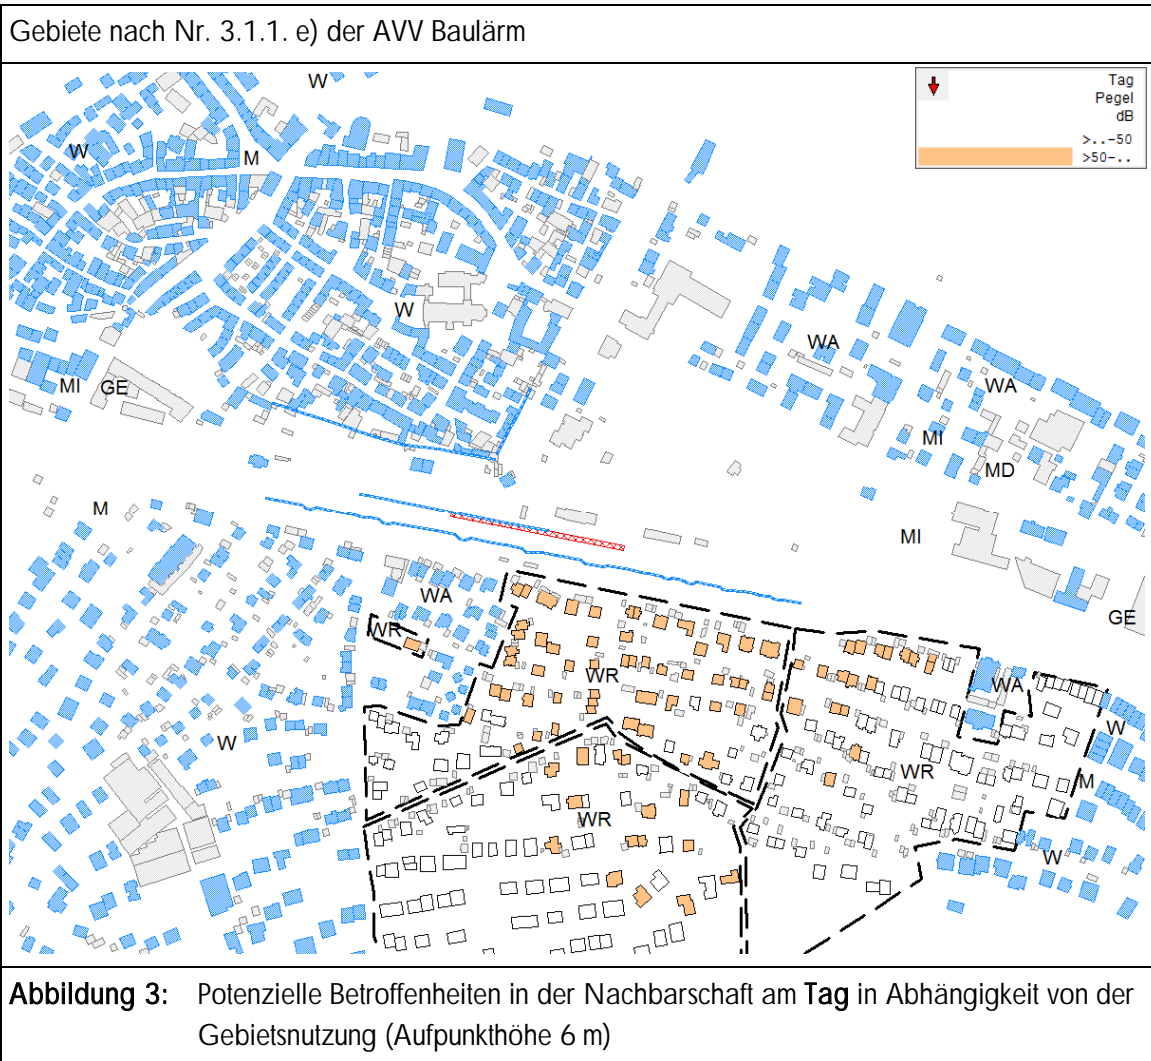 Gebiete nach Nr. 3.1.1. e) der AVV Baulärm
W
Tag
Pegel
dB
>..-50
>50-..
W
M
W
WA
MI
GE
WA
MI
MD
M
MI
WA
GE
WR
WR
WA
W
W
WR
M
WR
W
Abbildung 3: Potenzielle Betroffenheiten in der Nachbarschaft am Tag in Abhängigkeit von der
Gebietsnutzung (Aufpunkthöhe 6 m)